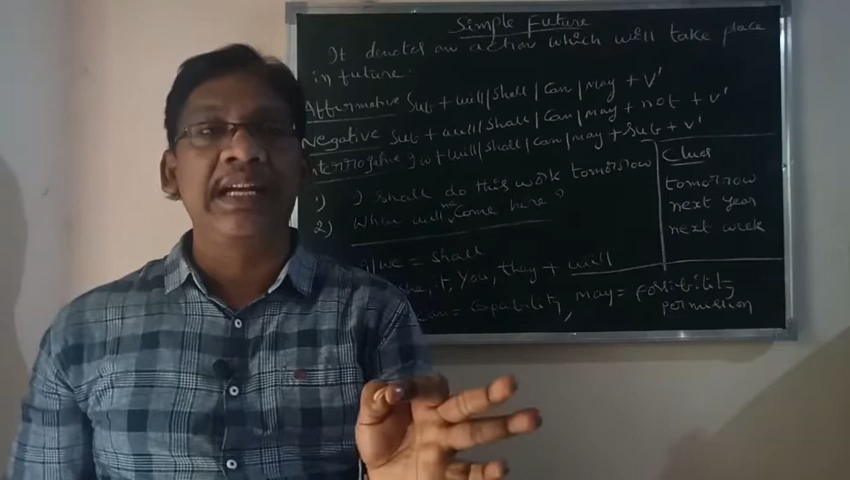 Simple Future
It denotes an action which will take place
in future.
Affirmative Sub + will/shall/can/may + V'
Negative Sub + will/shall/can/may + not + V'
interrogative ; w + will/shall/can/may + sub + V'
1) I shall do this work tomorrow
2) When will he come here?
Clues
tomorrow
next year
next week
I/we = shall
she, it, you, they + will
can = capability, may = possibility
permission